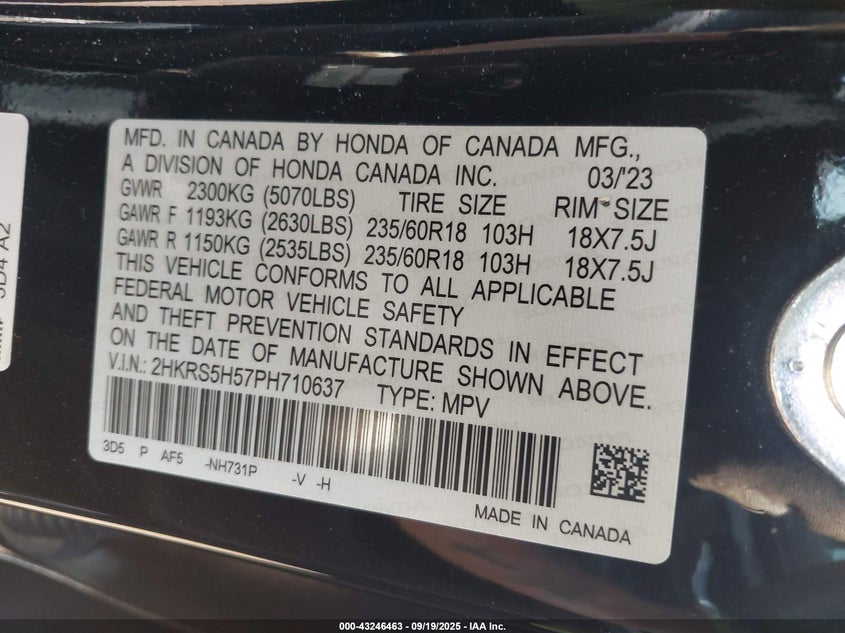 MFD. IN CANADA BY HONDA OF CANADA MFG.,
A DIVISION OF HONDA CANADA INC. 03/'23
GVWR 2300KG (5070LBS) TIRE SIZE RIM SIZE
GAWR F 1193KG (2630LBS) 235/60R18 103H 18X7.5J
GAWR R 1150KG (2535LBS) 235/60R18 103H 18X7.5J
THIS VEHICLE CONFORMS TO ALL APPLICABLE
FEDERAL MOTOR VEHICLE SAFETY
AND THEFT PREVENTION STANDARDS IN EFFECT
ON THE DATE OF MANUFACTURE SHOWN ABOVE.
V.I.N.: 2HKRS5H57PH710637 TYPE: MPV
3D5 P AF5 -NH731P -V -H
MADE IN CANADA
A2
000-43246463 - 09/19/2025 - IAA Inc.